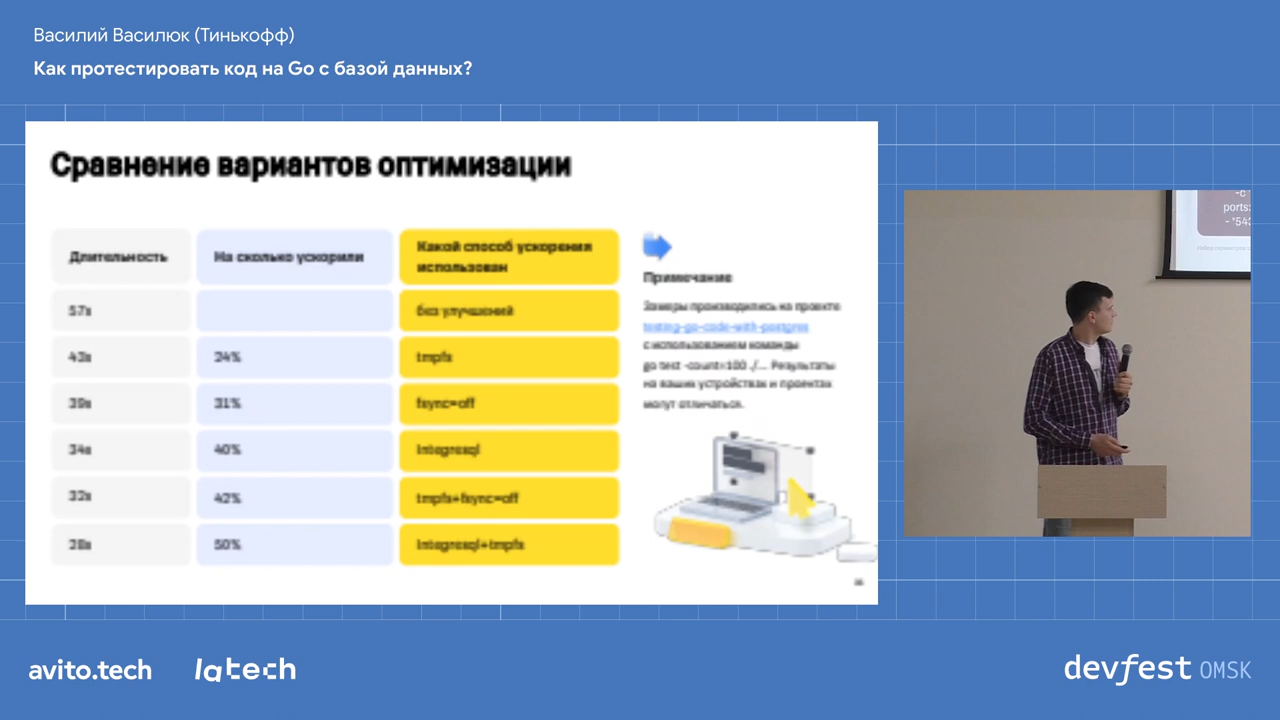 Василий Василюк (Тинькофф)
Как протестировать код на Go с базой данных?
Сравнение вариантов оптимизации
Длительность
На сколько ускорили
Какой способ ускорения
использован
57s
без улучшений
43s
24%
tmpfs
39s
31%
fsync=off
34s
40%
integresql
32s
42%
tmpfs+fsync=off
28s
50%
integresql+tmpfs
Примечание
Замеры производились на проекте
testing-go-code-with-postgres
с использованием команды
go test -count=100 ./... Результаты
на ваших устройствах и проектах
могут отличаться.
-c
ports:
avito.tech
latech
devfest OMSK